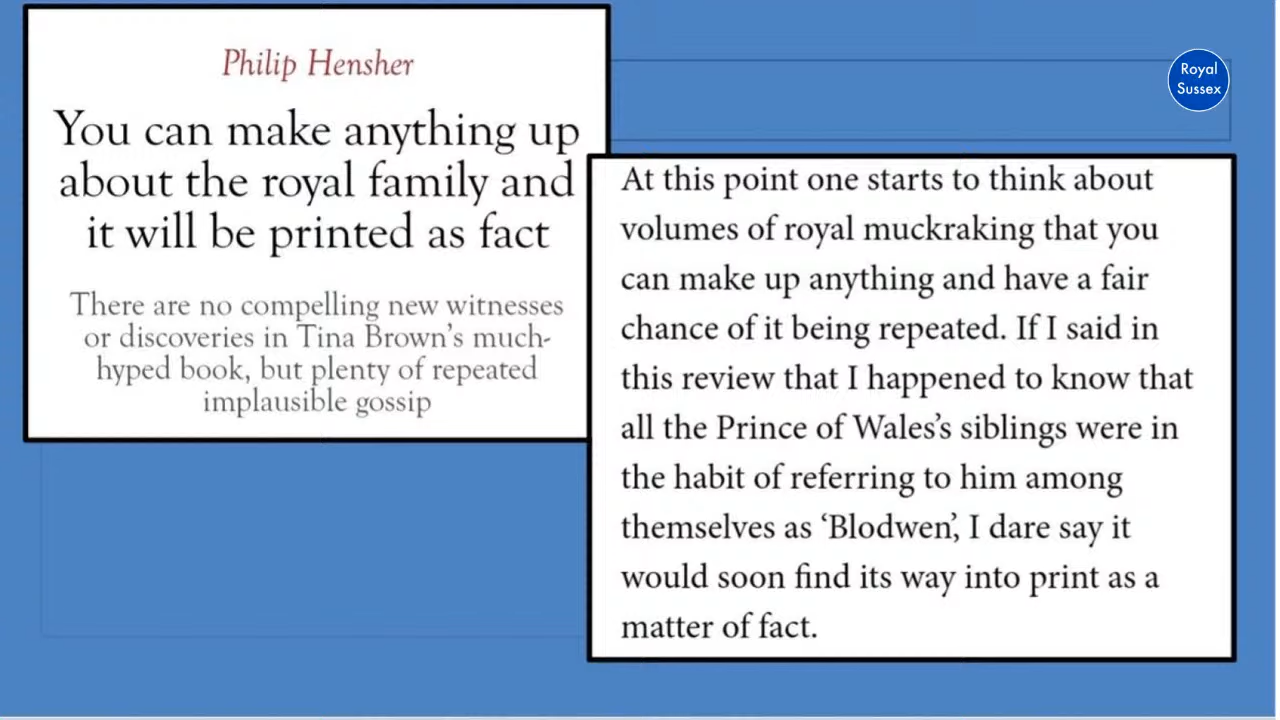 Philip Hensher
You can make anything up
about the royal family and
it will be printed as fact
There are no compelling new witnesses
or discoveries in Tina Brown's much-
hyped book, but plenty of repeated
implausible gossip
Royal
Sussex
At this point one starts to think about
volumes of royal muckraking that you
can make up anything and have a fair
chance of it being repeated. If I said in
this review that I happened to know that
all the Prince of Wales's siblings were in
the habit of referring to him among
themselves as ‘Blodwen’, I dare say it
would soon find its way into print as a
matter of fact.